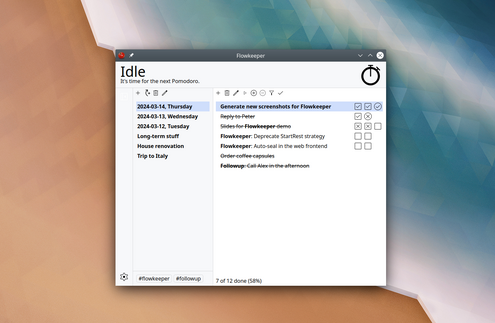 Flowkeeper
Idle
It's time for the next Pomodoro.
2024-03-14, Thursday
2024-03-13, Wednesday
2024-03-12, Tuesday
Long-term stuff
House renovation
Trip to Italy
#flowkeeper #followup
Generate new screenshots for Flowkeeper
Reply to Peter
Slides for Flowkeeper demo
Flowkeeper: Deprecate StartRest strategy
Flowkeeper: Auto-seal in the web frontend
Order coffee capsules
Followup: Call Alex in the afternoon
7 of 12 done (58%)